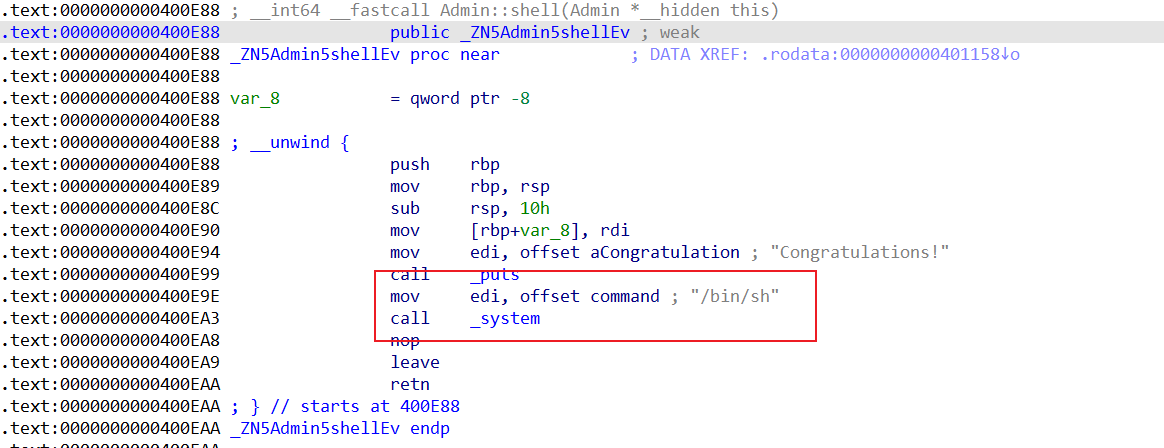 .text:0000000000400E88 ; __int64 __fastcall Admin::shell(Admin *__hidden this)
.text:0000000000400E88 public _ZN5Admin5shellEv ; weak
.text:0000000000400E88 _ZN5Admin5shellEv proc near ; DATA XREF: .rodata:0000000000401158↓o
.text:0000000000400E88
.text:0000000000400E88 var_8 = qword ptr -8
.text:0000000000400E88
.text:0000000000400E88 ; __unwind {
.text:0000000000400E88 push rbp
.text:0000000000400E89 mov rbp, rsp
.text:0000000000400E8C sub rsp, 10h
.text:0000000000400E90 mov [rbp+var_8], rdi
.text:0000000000400E94 mov edi, offset aCongratulation ; "Congratulations!"
.text:0000000000400E99 call _puts
.text:0000000000400E9E mov edi, offset command ; "/bin/sh"
.text:0000000000400EA3 call _system
.text:0000000000400EA8 nop
.text:0000000000400EA9 leave
.text:0000000000400EAA retn
.text:0000000000400EAA ; } // starts at 400E88
.text:0000000000400EAA _ZN5Admin5shellEv endp
.text:0000000000400EAA